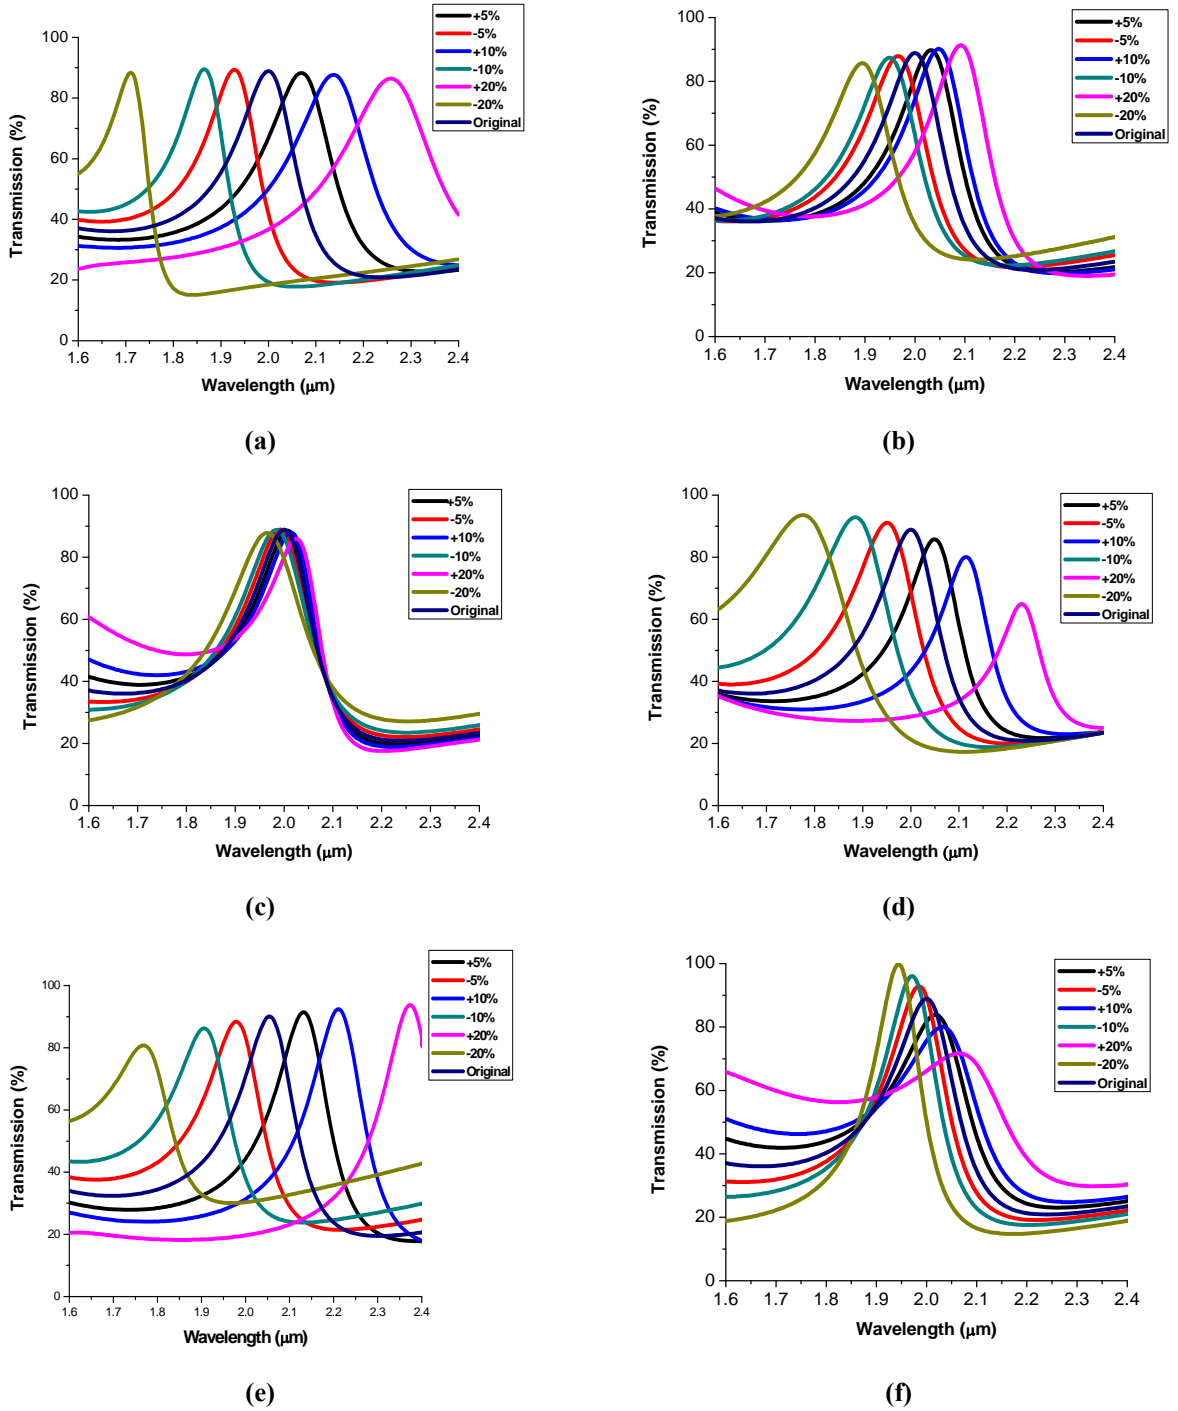 +5%
-5%
+10%
-10%
+20%
-20%
Original
100
80
60
40
20
0
Transmission (%)
1.6 1.7 1.8 1.9 2.0 2.1 2.2 2.3 2.4
Wavelength (μm)
(a)
+5%
-5%
+10%
-10%
+20%
-20%
Original
100
80
60
40
20
0
Transmission (%)
1.6 1.7 1.8 1.9 2.0 2.1 2.2 2.3 2.4
Wavelength (μm)
(b)
+5%
-5%
+10%
-10%
+20%
-20%
Original
100
80
60
40
20
0
Transmission (%)
1.6 1.7 1.8 1.9 2.0 2.1 2.2 2.3 2.4
Wavelength (μm)
(c)
+5%
-5%
+10%
-10%
+20%
-20%
Original
100
80
60
40
20
0
Transmission (%)
1.6 1.7 1.8 1.9 2.0 2.1 2.2 2.3 2.4
Wavelength (μm)
(d)
+5%
-5%
+10%
-10%
+20%
-20%
Original
100
80
60
40
20
0
Transmission (%)
1.6 1.7 1.8 1.9 2.0 2.1 2.2 2.3 2.4
Wavelength (μm)
(e)
+5%
-5%
+10%
-10%
+20%
-20%
Original
100
80
60
40
20
0
Transmission (%)
1.6 1.7 1.8 1.9 2.0 2.1 2.2 2.3 2.4
Wavelength (μm)
(f)